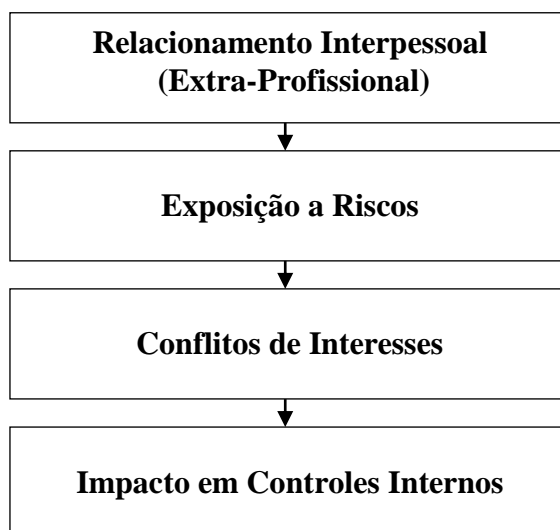 Relacionamento Interpessoal
(Extra-Profissional)
Exposição a Riscos
Conflitos de Interesses
Impacto em Controles Internos